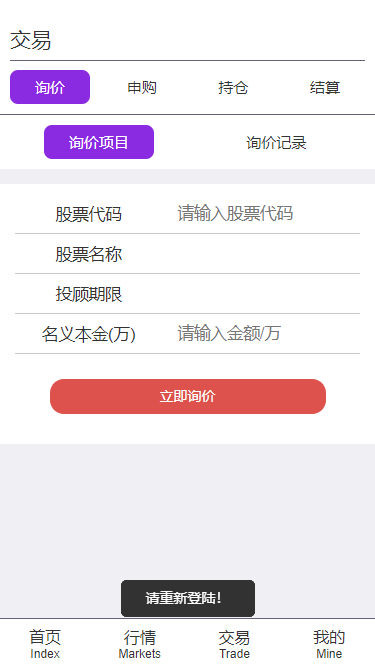 交易
询价 申购 持仓 结算
询价项目 询价记录
股票代码 请输入股票代码
股票名称
投顾期限
名义本金(万) 请输入金额/万
立即询价
请重新登陆！
首页 行情 交易 我的
Index Markets Trade Mine